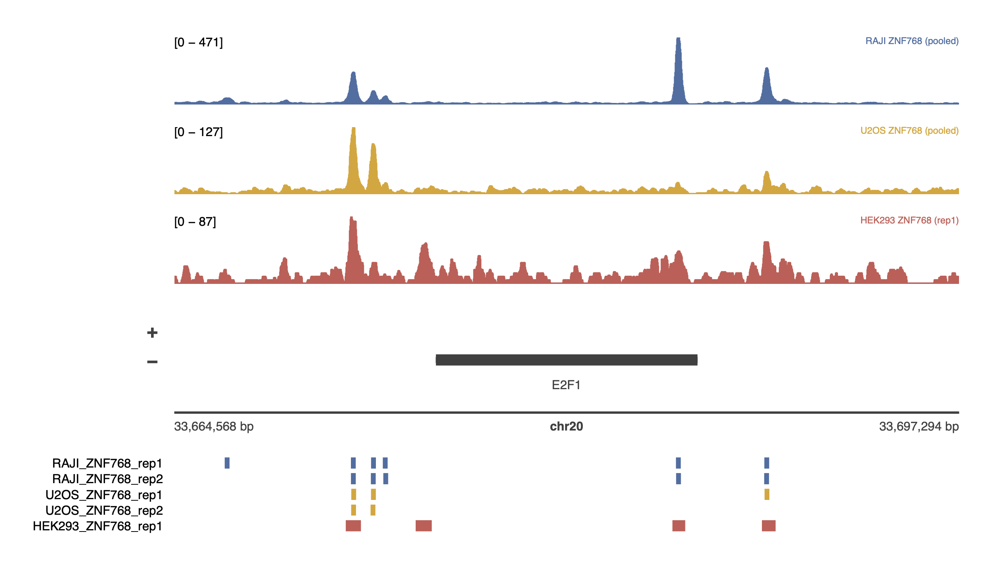 [0 – 471]
RAJI ZNF768 (pooled)
[0 – 127]
U2OS ZNF768 (pooled)
[0 – 87]
HEK293 ZNF768 (rep1)
+
–
E2F1
33,664,568 bp
chr20
33,697,294 bp
RAJI_ZNF768_rep1
RAJI_ZNF768_rep2
U2OS_ZNF768_rep1
U2OS_ZNF768_rep2
HEK293_ZNF768_rep1